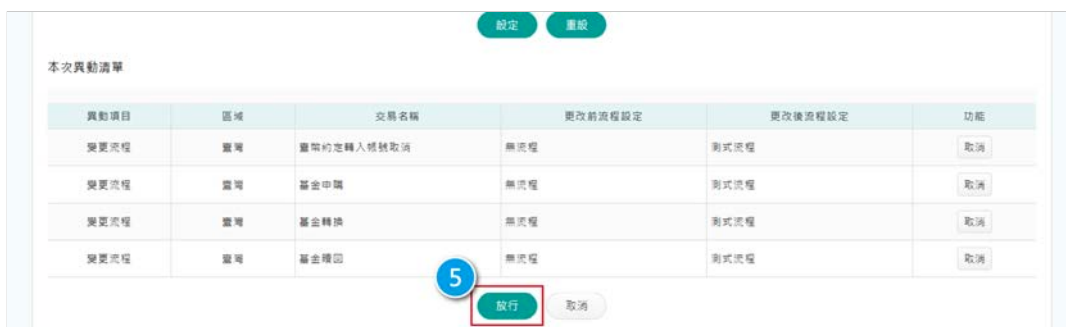 設定 重設
本次異動清單
異動項目 區域 交易名稱 更改前流程設定 更改後流程設定 功能
變更流程 臺灣 臺幣約定轉入帳號取消 無流程 測式流程 取消
變更流程 臺灣 基金申購 無流程 測式流程 取消
變更流程 臺灣 基金轉換 無流程 測式流程 取消
變更流程 臺灣 基金贖回 無流程 測式流程 取消
5
放行 取消